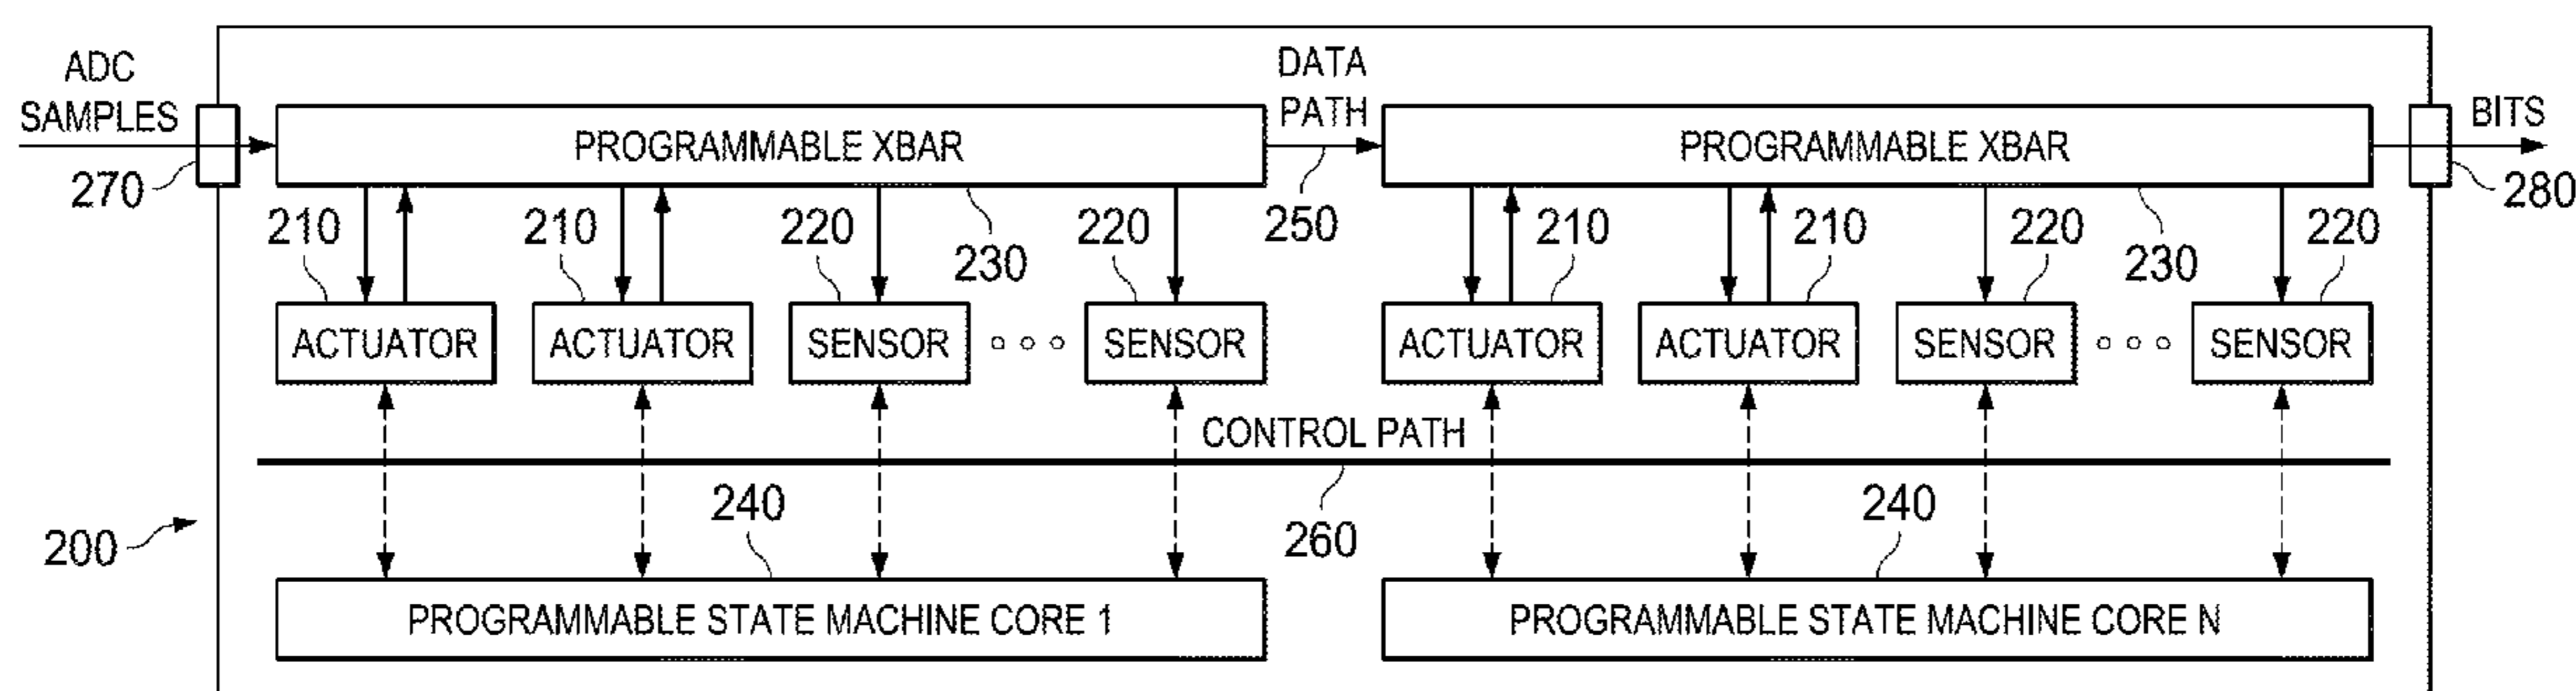 ADC
SAMPLES
DATA
PATH
BITS
PROGRAMMABLE XBAR
PROGRAMMABLE XBAR
270
280
250
210
210
220
220
230
210
210
220
220
230
ACTUATOR
ACTUATOR
SENSOR
SENSOR
ACTUATOR
ACTUATOR
SENSOR
SENSOR
CONTROL PATH
240
260
240
200
PROGRAMMABLE STATE MACHINE CORE 1
PROGRAMMABLE STATE MACHINE CORE N